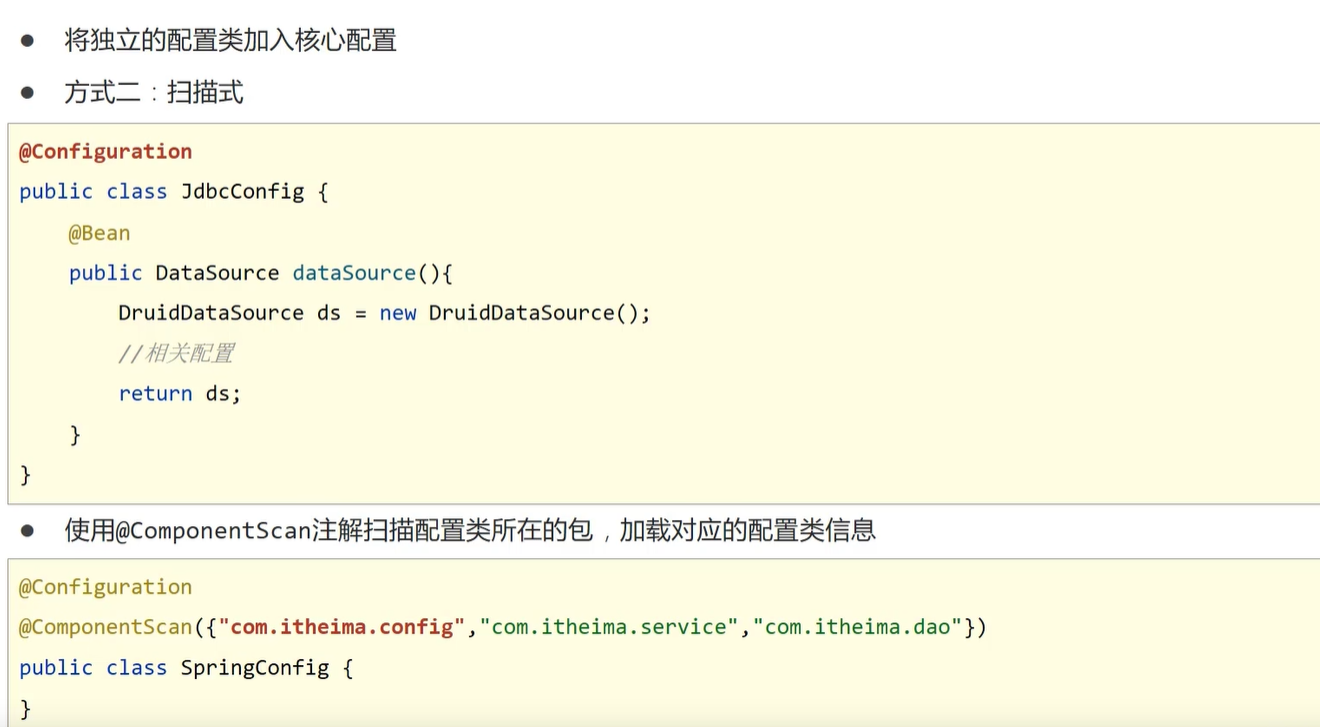 ● 将独立的配置类加入核心配置
● 方式二：扫描式
@Configuration
public class JdbcConfig {
    @Bean
    public DataSource dataSource(){
        DruidDataSource ds = new DruidDataSource();
        //相关配置
        return ds;
    }
}
● 使用@ComponentScan注解扫描配置类所在的包，加载对应的配置类信息
@Configuration
@ComponentScan({"com.itheima.config","com.itheima.service","com.itheima.dao"})
public class SpringConfig {
}